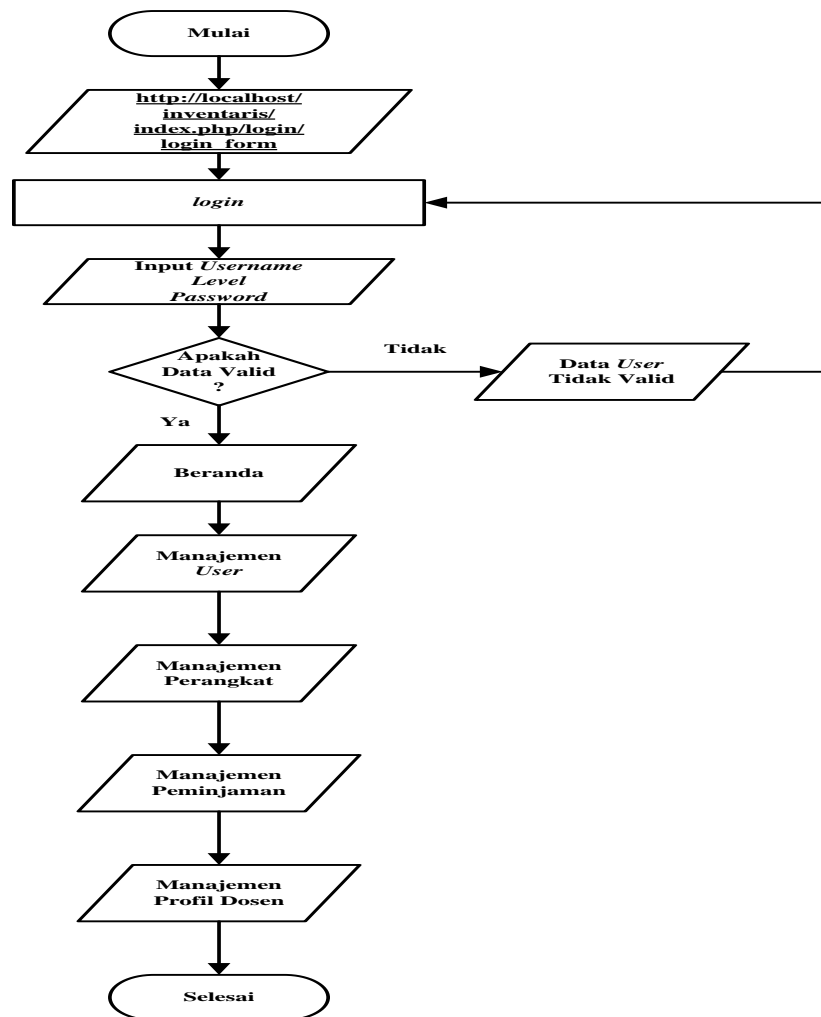 Mulai
http://localhost/
inventaris/
index.php/login/
login_form
login
Input Username
Level
Password
Apakah
Data Valid
?
Tidak
Data User
Tidak Valid
Ya
Beranda
Manajemen
User
Manajemen
Perangkat
Manajemen
Peminjaman
Manajemen
Profil Dosen
Selesai